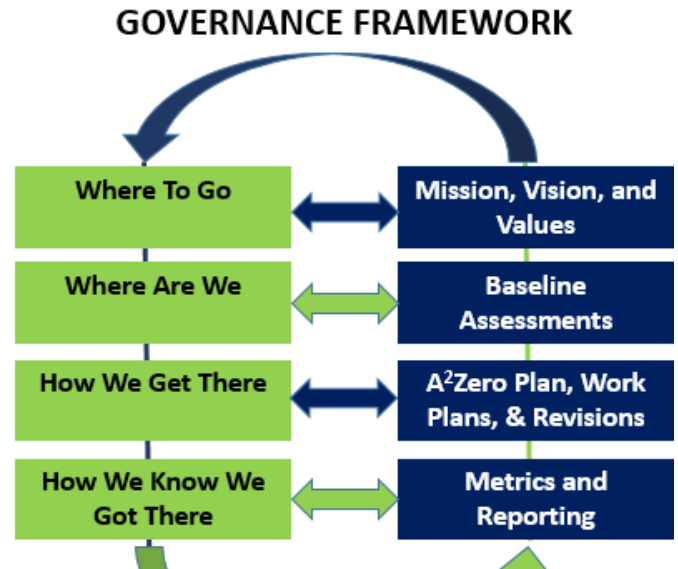 GOVERNANCE FRAMEWORK
Where To Go
Mission, Vision, and
Values
Where Are We
Baseline
Assessments
How We Get There
A²Zero Plan, Work
Plans, & Revisions
How We Know We
Got There
Metrics and
Reporting